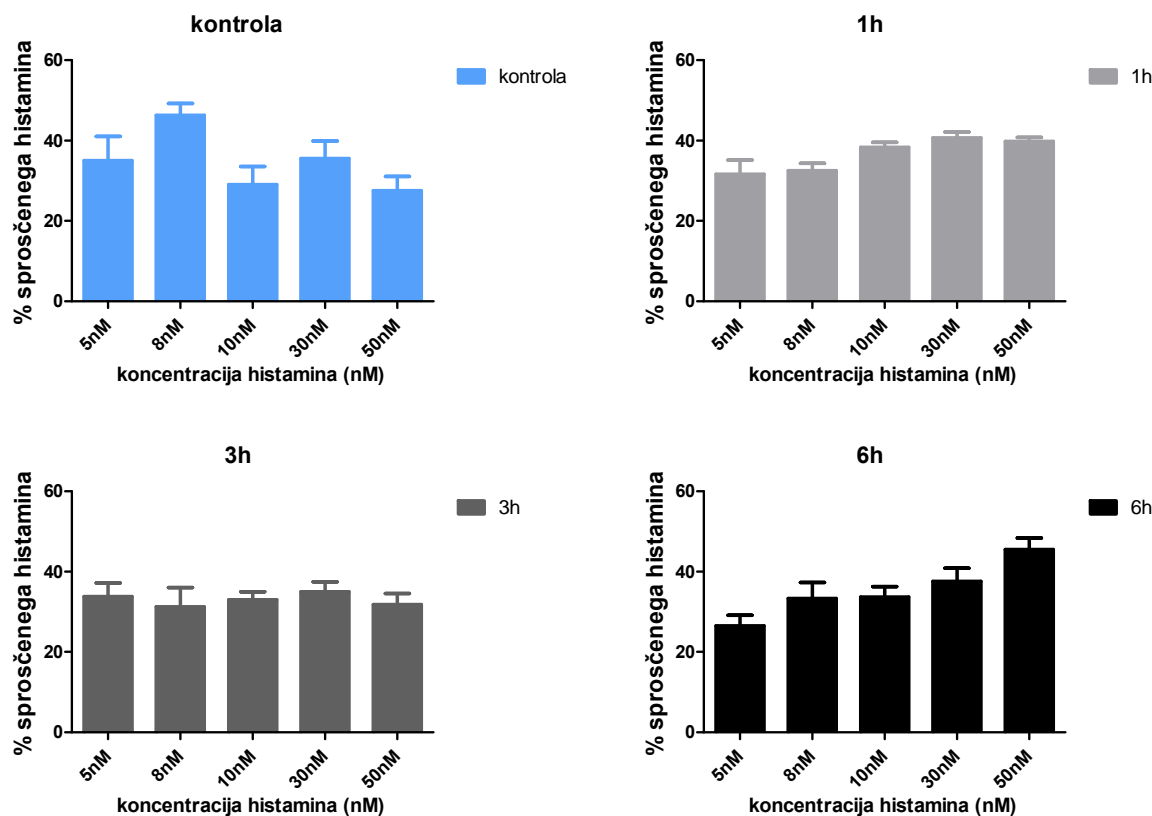 kontrola
% sproščenega histamina
60
40
20
0
5nM
8nM
10nM
30nM
50nM
koncentracija histamina (nM)
kontrola
1h
% sproščenega histamina
60
40
20
0
5nM
8nM
10nM
30nM
50nM
koncentracija histamina (nM)
1h
3h
% sproščenega histamina
60
40
20
0
5nM
8nM
10nM
30nM
50nM
koncentracija histamina (nM)
3h
6h
% sproščenega histamina
60
40
20
0
5nM
8nM
10nM
30nM
50nM
koncentracija histamina (nM)
6h